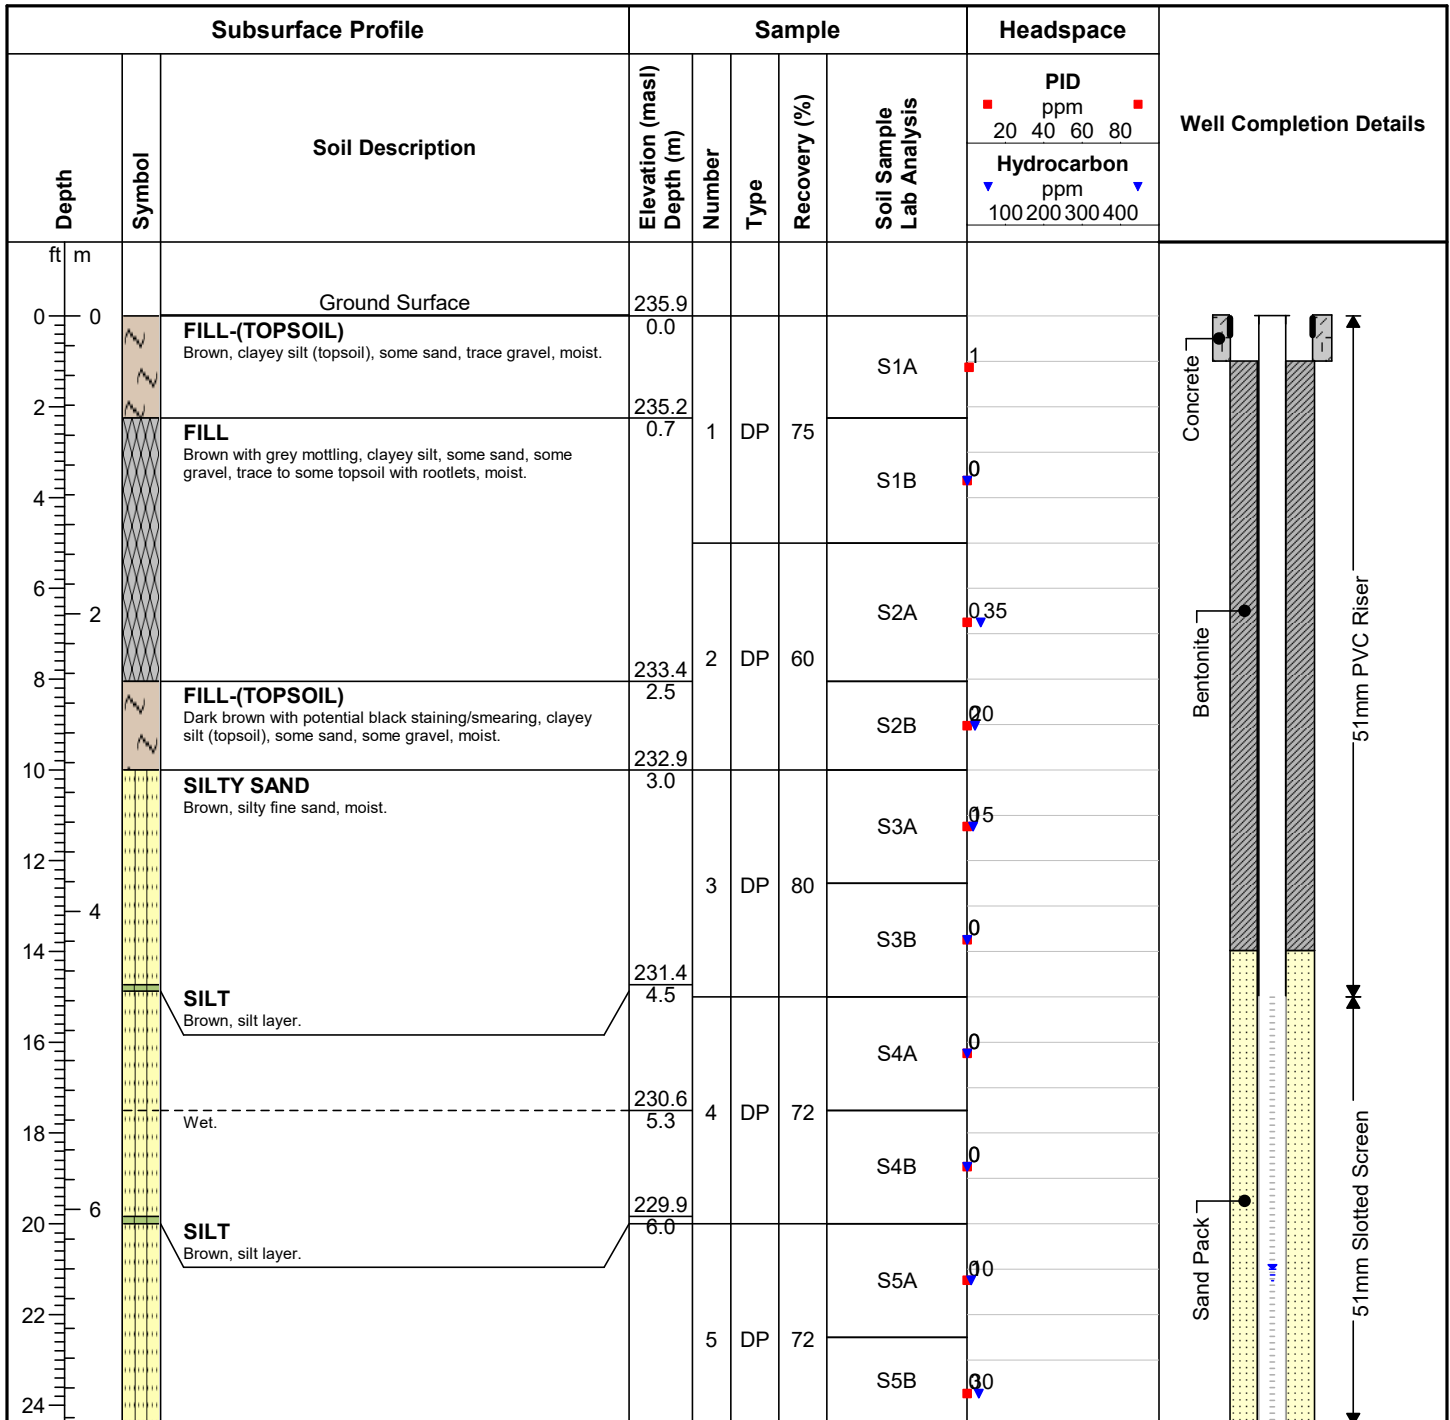 Subsurface Profile
Sample
Headspace
Well Completion Details
Depth
Symbol
Soil Description
Elevation (masl)
Depth (m)
Number
Type
Recovery (%)
Soil Sample
Lab Analysis
PID
ppm
20 40 60 80
Hydrocarbon
ppm
100 200 300 400
ft m
Ground Surface
235.9
0 0
0.0
FILL-(TOPSOIL)
Brown, clayey silt (topsoil), some sand, trace gravel, moist.
S1A
1
Concrete
2
235.2
0.7
FILL
Brown with grey mottling, clayey silt, some sand, some
gravel, trace to some topsoil with rootlets, moist.
1 DP 75
S1B
0
4
6
2
S2A
0 35
Bentonite
51mm PVC Riser
2 DP 60
8
233.4
2.5
FILL-(TOPSOIL)
Dark brown with potential black staining/smearing, clayey
silt (topsoil), some sand, some gravel, moist.
S2B
20
232.9
10
3.0
SILTY SAND
Brown, silty fine sand, moist.
S3A
0 15
12
3 DP 80
4
S3B
0
14
231.4
4.5
SILT
Brown, silt layer.
16
S4A
0
230.6
5.3
Wet.
4 DP 72
18
S4B
0
229.9
6
20
6.0
SILT
Brown, silt layer.
Sand Pack
51mm Slotted Screen
S5A
0 10
22
5 DP 72
S5B
0 30
24